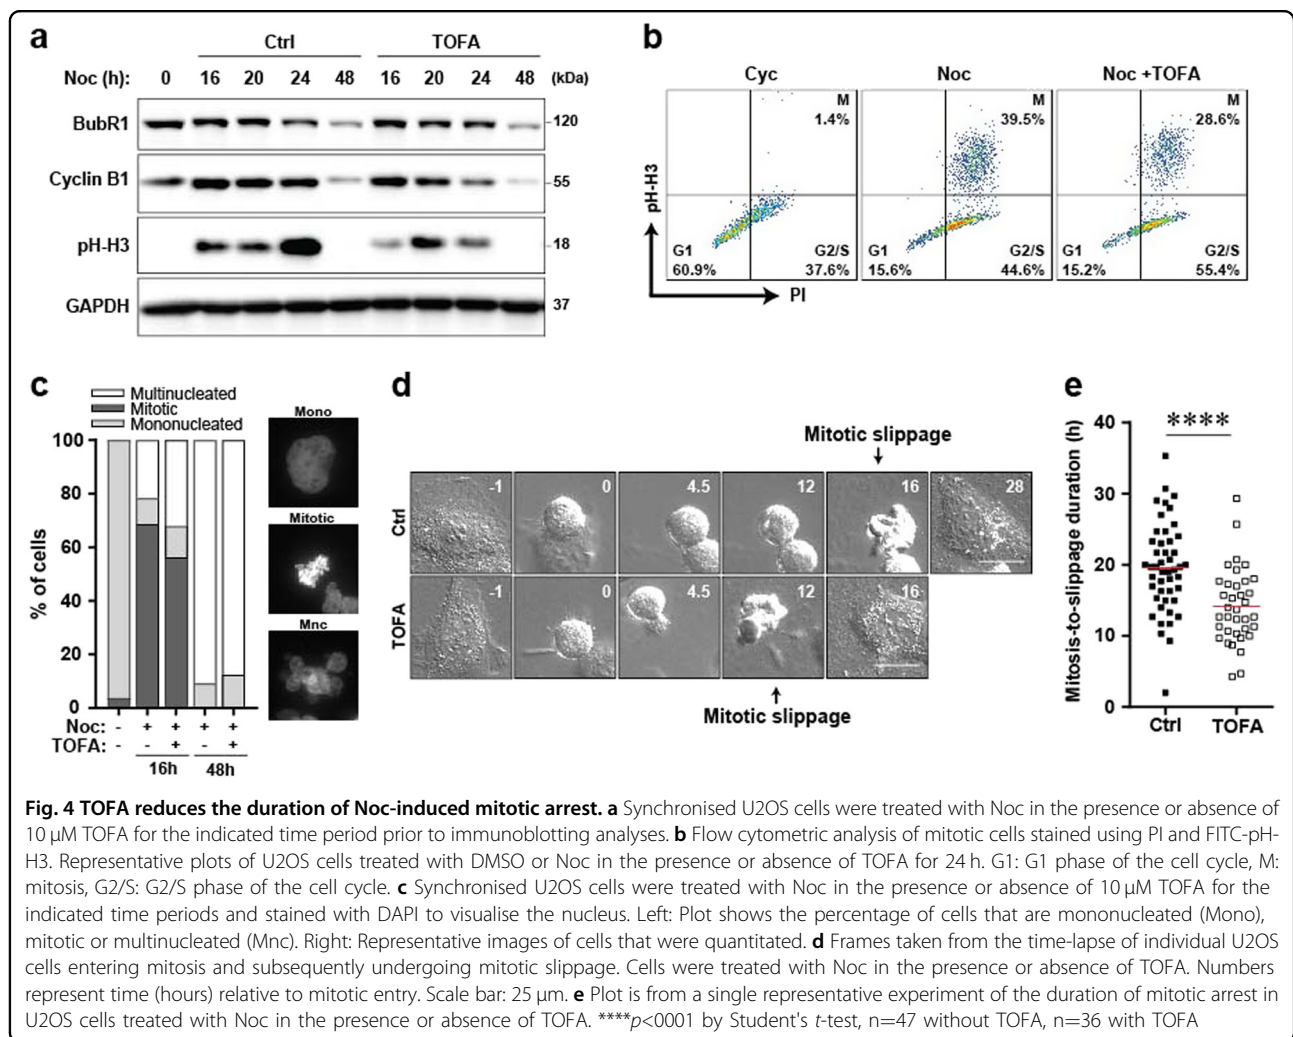 a
Ctrl TOFA
Noc (h): 0 16 20 24 48 16 20 24 48 (kDa)
BubR1 -120
Cyclin B1 -55
pH-H3 -18
GAPDH 37
b
Cyc Noc Noc +TOFA
M M M
1.4% 39.5% 28.6%
pH-H3
G1 G2/S G1 G2/S G1 G2/S
60.9% 37.6% 15.6% 44.6% 15.2% 55.4%
PI
c
Multinucleated
Mitotic
Mononucleated
% of cells
100
80
60
40
20
0
Noc: - + + + +
TOFA: - - + - +
16h 48h
Mono
Mitotic
Mnc
d
Mitotic slippage
Ctrl -1 0 4.5 12 16 28
TOFA -1 0 4.5 12 16
Mitotic slippage
e
Mitosis-to-slippage duration (h)
40
30
20
10
0
****
Ctrl TOFA
Fig. 4 TOFA reduces the duration of Noc-induced mitotic arrest. a Synchronised U2OS cells were treated with Noc in the presence or absence of
10 µM TOFA for the indicated time period prior to immunoblotting analyses. b Flow cytometric analysis of mitotic cells stained using PI and FITC-pH-
H3. Representative plots of U2OS cells treated with DMSO or Noc in the presence or absence of TOFA for 24 h. G1: G1 phase of the cell cycle, M:
mitosis, G2/S: G2/S phase of the cell cycle. c Synchronised U2OS cells were treated with Noc in the presence or absence of 10 µM TOFA for the
indicated time periods and stained with DAPI to visualise the nucleus. Left: Plot shows the percentage of cells that are mononucleated (Mono),
mitotic or multinucleated (Mnc). Right: Representative images of cells that were quantitated. d Frames taken from the time-lapse of individual U2OS
cells entering mitosis and subsequently undergoing mitotic slippage. Cells were treated with Noc in the presence or absence of TOFA. Numbers
represent time (hours) relative to mitotic entry. Scale bar: 25 µm. e Plot is from a single representative experiment of the duration of mitotic arrest in
U2OS cells treated with Noc in the presence or absence of TOFA. ****p<0001 by Student's t-test, n=47 without TOFA, n=36 with TOFA